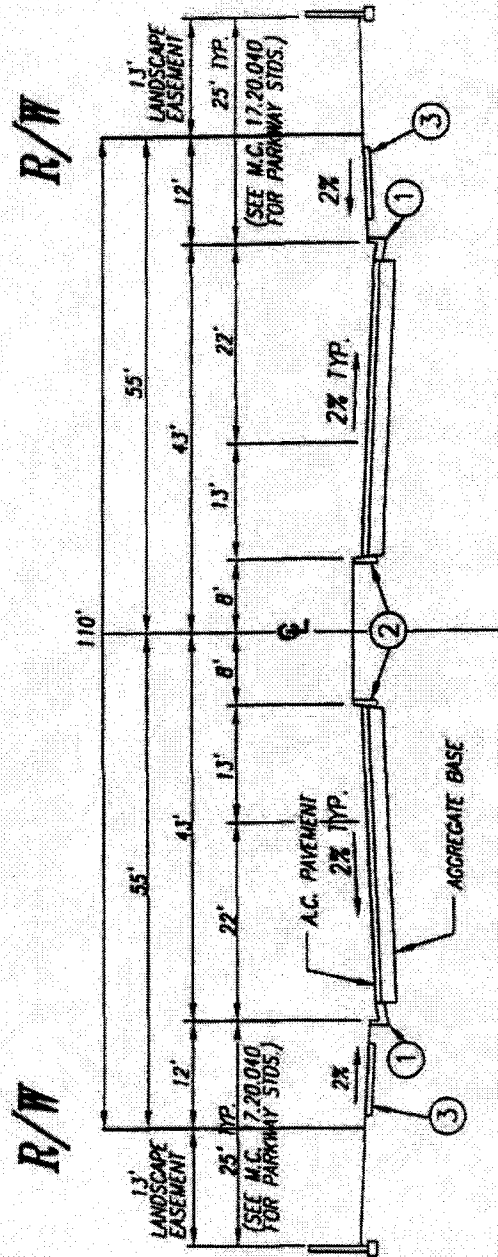 R/W
R/W
110'
55'
55'
13'
LANDSCAPE
EASEMENT
12'
43'
43'
12'
13'
LANDSCAPE
EASEMENT
25' TYP.
(SEE M.C. 7.20.040
FOR PARKWAY STDS.)
22'
13'
8'
8'
13'
22'
25' TYP.
(SEE M.C. 17.20.040
FOR PARKWAY STDS.)
℄
2%
A.C. PAVEMENT
2% TYP.
2% TYP.
2%
3
1
AGGREGATE BASE
2
1
3